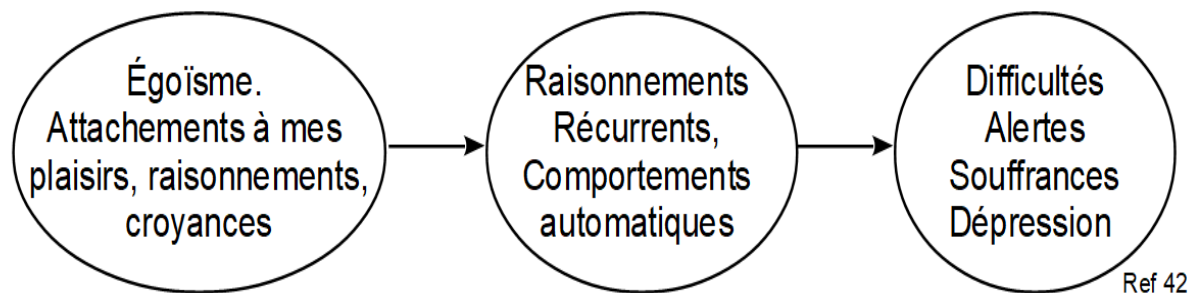 Égoïsme.
Attachements à mes
plaisirs, raisonnements,
croyances
Raisonnements
Récurrents,
Comportements
automatiques
Difficultés
Alertes
Souffrances
Dépression
Ref 42